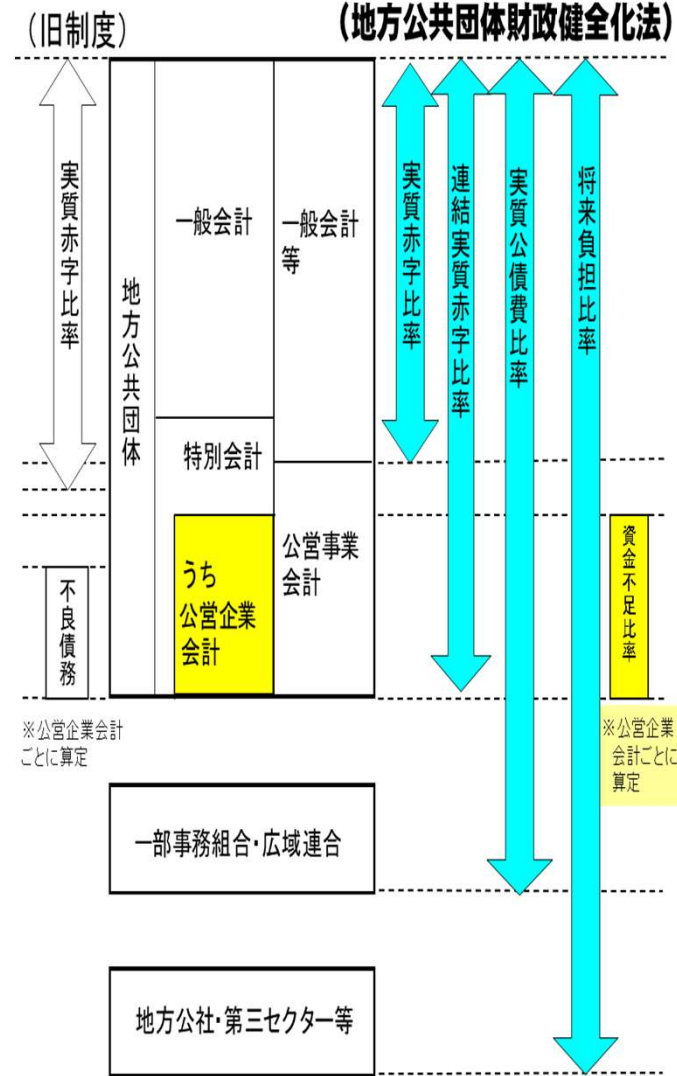 （旧制度）
（地方公共団体財政健全化法）
実質赤字比率
地方公共団体
一般会計
一般会計
等
実質赤字比率
連結実質赤字比率
実質公債費比率
将来負担比率
特別会計
うち
公営企業
会計
公営事業
会計
不良債務
資金不足比率
※公営企業会計
ごとに算定
※公営企業
会計ごとに
算定
一部事務組合・広域連合
地方公社・第三セクター等